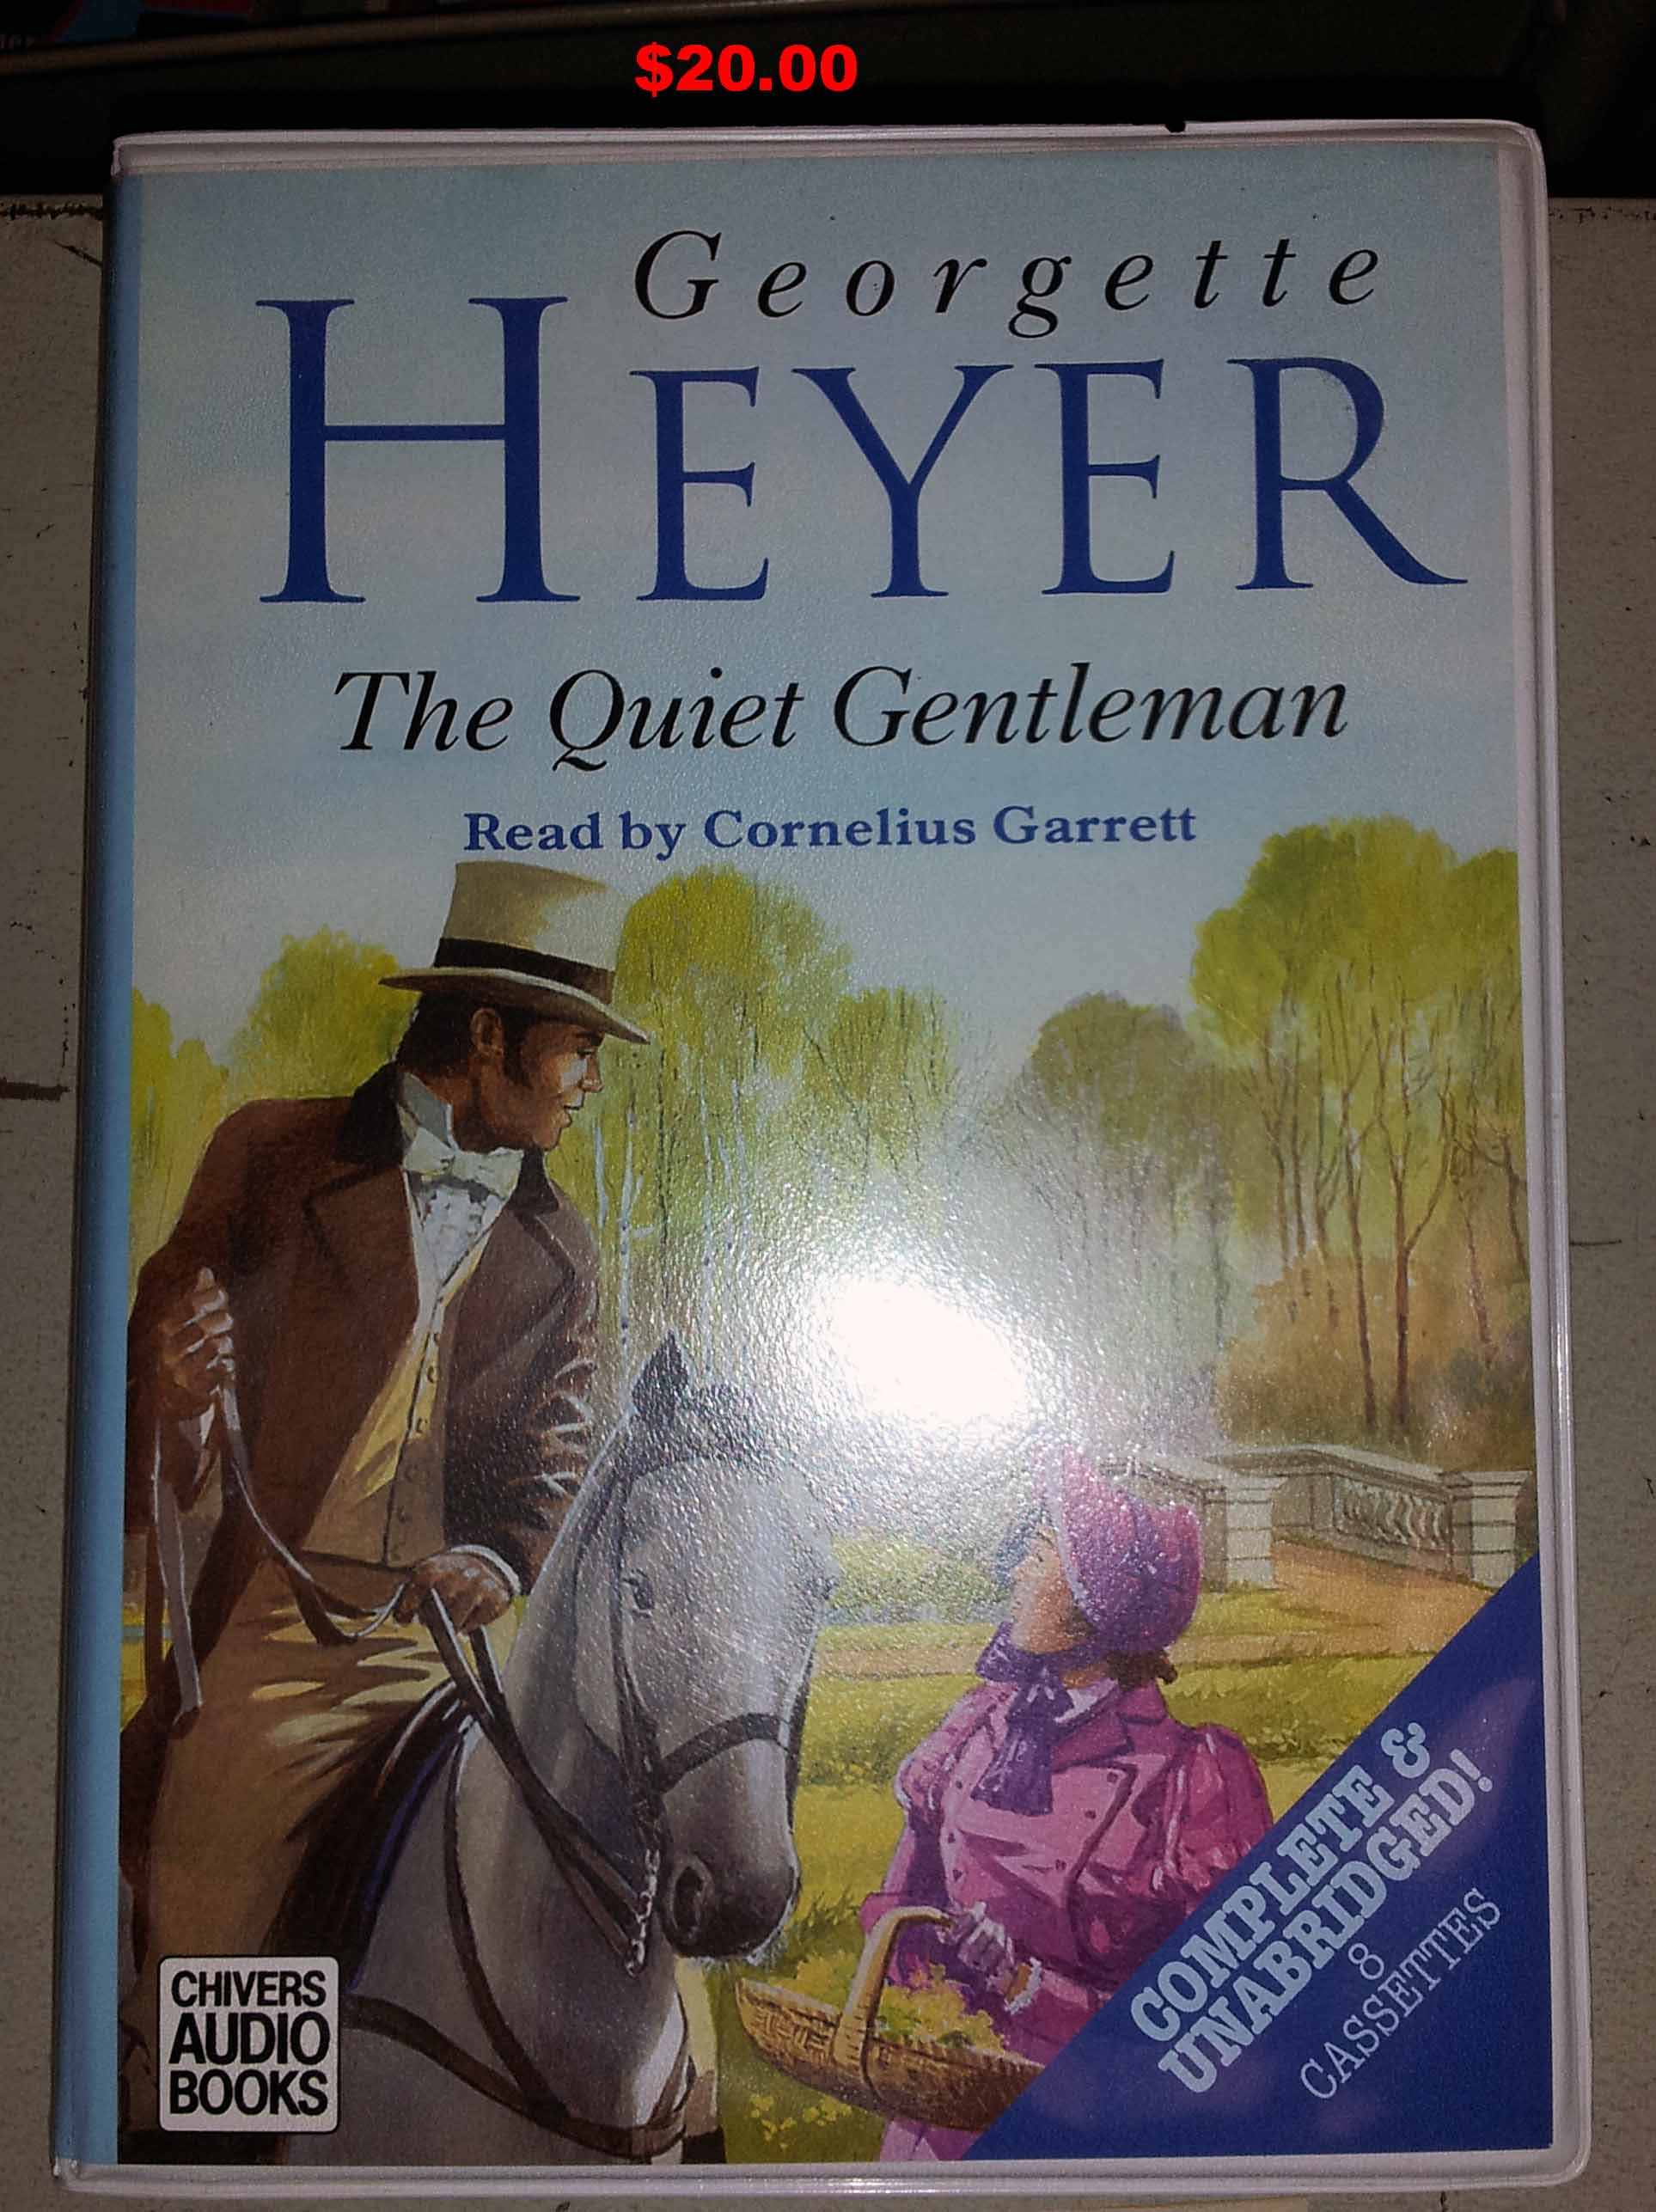 $20.00
Georgette
HEYER
The Quiet Gentleman
Read by Cornelius Garrett
COMPLETE &
UNABRIDGED!
8
CASSETTES
CHIVERS
AUDIO
BOOKS